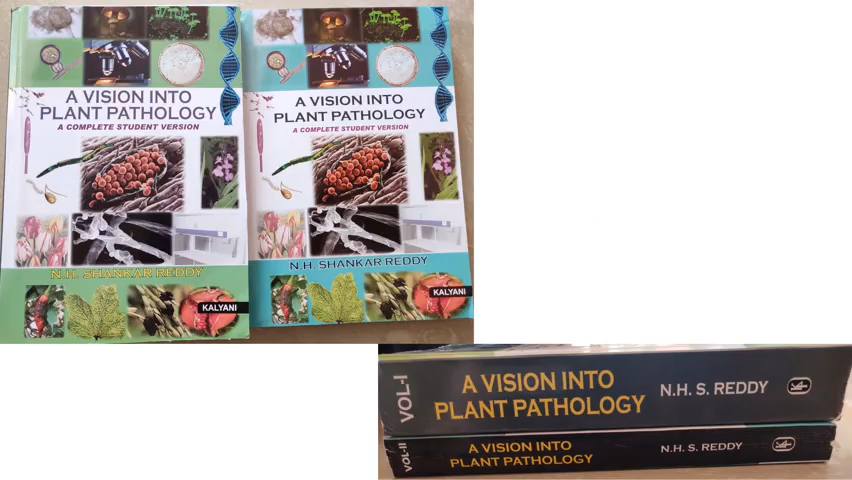 A VISION INTO
PLANT PATHOLOGY
A COMPLETE STUDENT VERSION
N.H. SHANKAR REDDY
KALYANI
A VISION INTO
PLANT PATHOLOGY
A COMPLETE STUDENT VERSION
N.H. SHANKAR REDDY
KALYANI
VOL-I
A VISION INTO
PLANT PATHOLOGY
N.H. S. REDDY
VOL-II
A VISION INTO
PLANT PATHOLOGY
N.H. S. REDDY